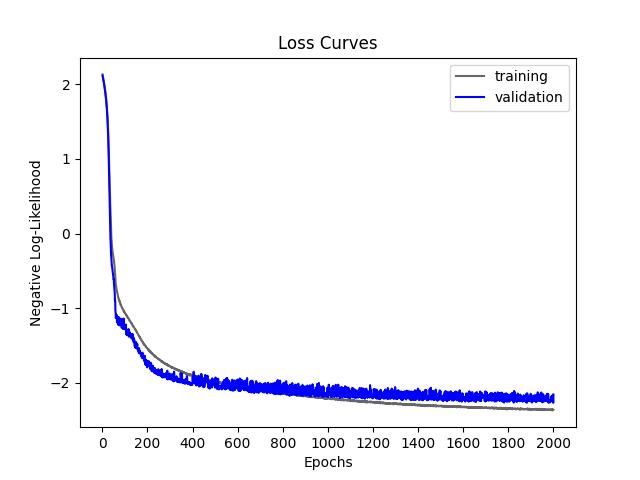 Loss Curves
training
validation
Negative Log-Likelihood
2
1
0
−1
−2
0 200 400 600 800 1000 1200 1400 1600 1800 2000
Epochs